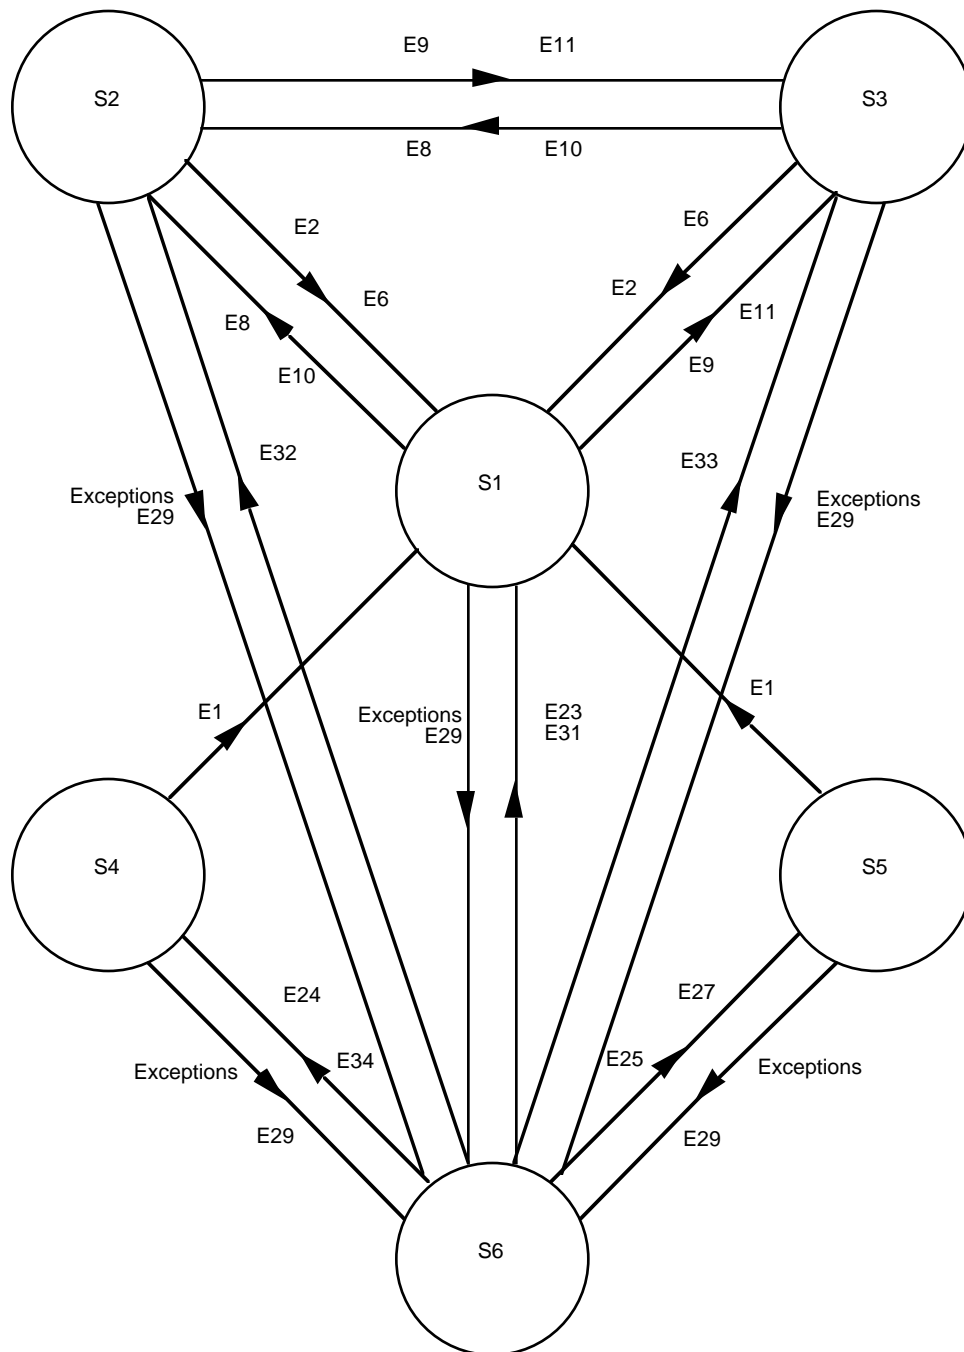 E9 E11
S2 S3
E8 E10
E2 E6
E6 E2
E8 E11
E10 E9
E32 E33
S1
Exceptions
E29
Exceptions
E29
E1 E1
Exceptions
E29
E23
E31
S4 S5
E24 E27
E34 E25
Exceptions Exceptions
E29 E29
S6